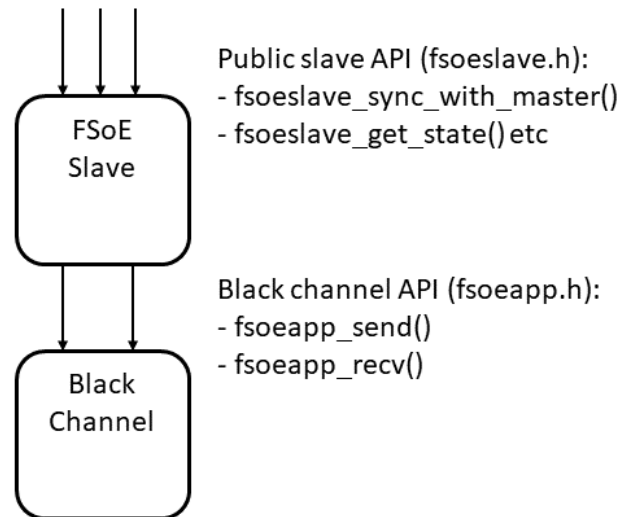 Public slave API (fsoeslave.h):
- fsoeslave_sync_with_master()
- fsoeslave_get_state() etc
FSoE
Slave
Black channel API (fsoeapp.h):
- fsoeapp_send()
- fsoeapp_recv()
Black
Channel